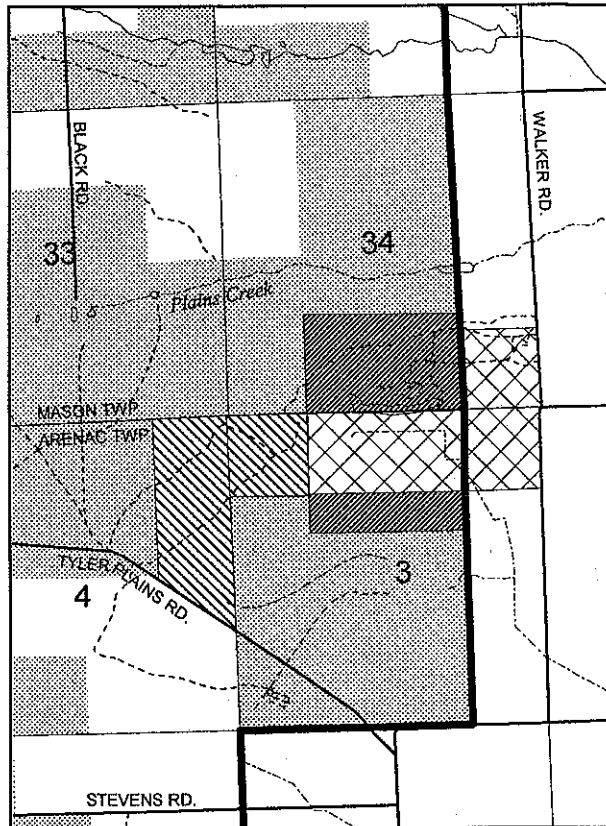 BLACK RD.
WALKER RD.
33
34
Plains Creek
MASON TWP
ARENAC TWP
TYLER PLAINS RD.
4
3
STEVENS RD.